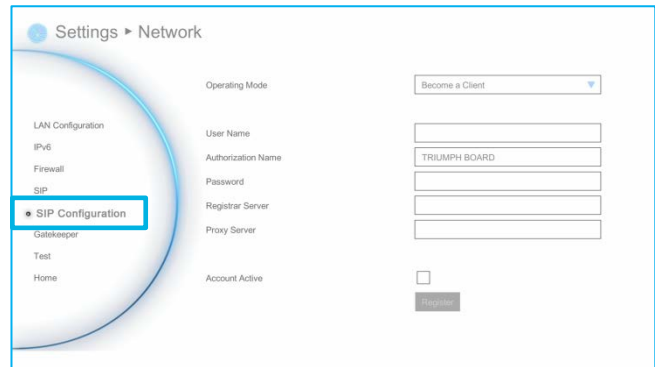 Settings ▸ Network
Operating Mode
Become a Client
LAN Configuration
IPv6
Firewall
SIP
SIP Configuration
Gatekeeper
Test
Home
User Name
Authorization Name
TRIUMPH BOARD
Password
Registrar Server
Proxy Server
Account Active
Register